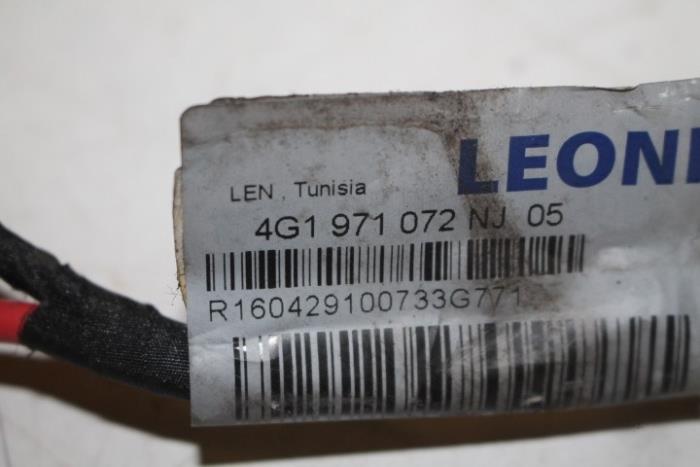 LEONI
LEN , Tunisia
4G1 971 072 NJ 05
R160429100733G771